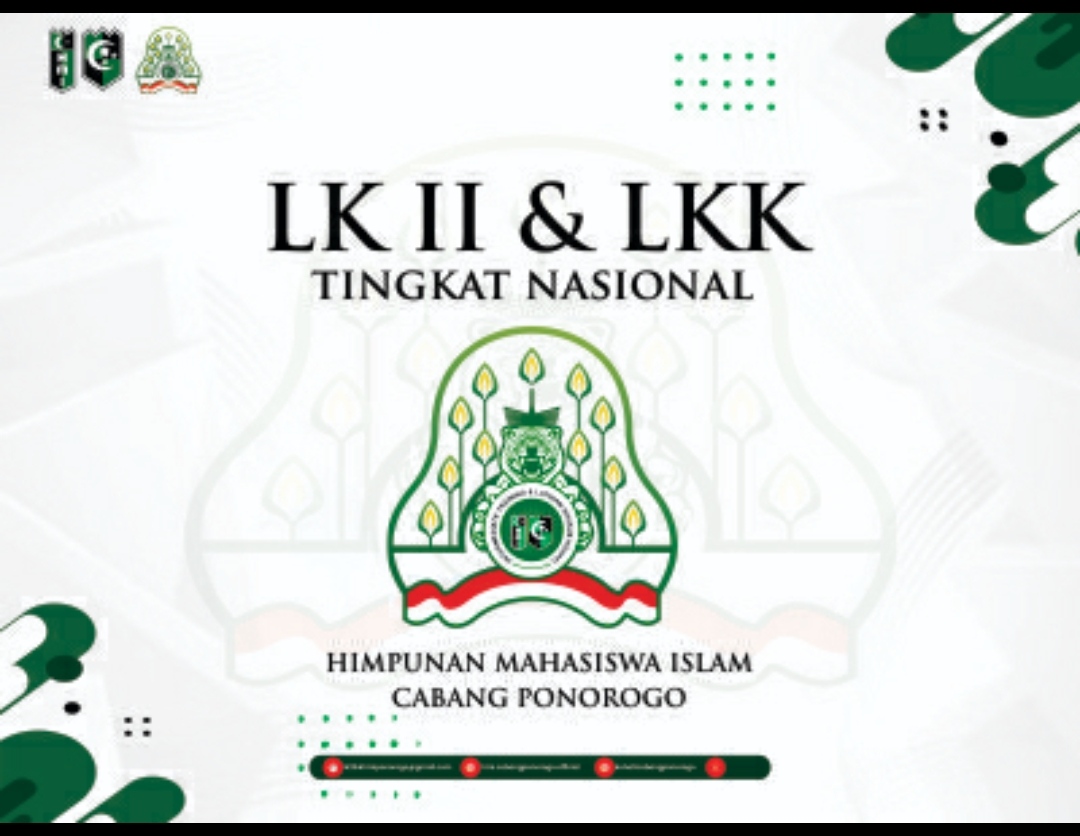 LK II & LKK
TINGKAT NASIONAL
HIMPUNAN MAHASISWA ISLAM
CABANG PONOROGO